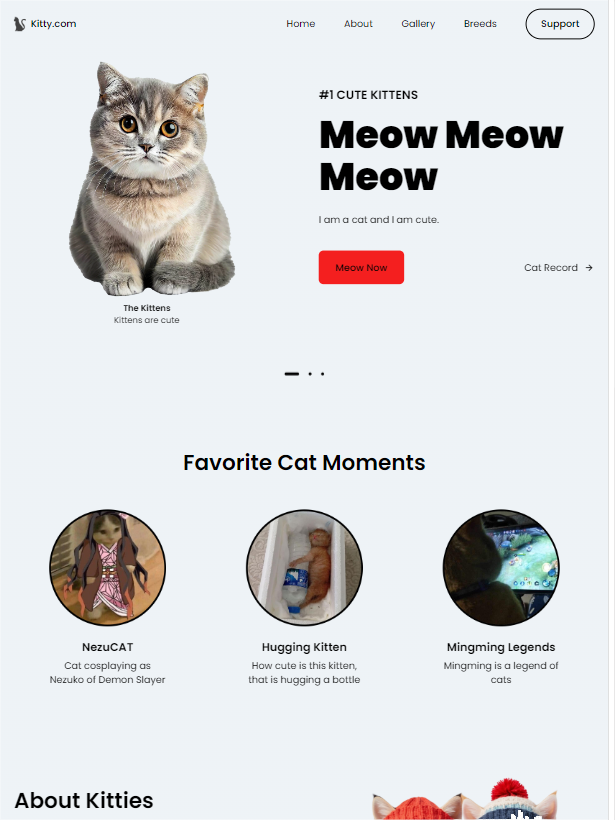 Kitty.com
Home
About
Gallery
Breeds
Support
#1 CUTE KITTENS
Meow Meow
Meow
I am a cat and I am cute.
Meow Now
Cat Record →
The Kittens
Kittens are cute
Favorite Cat Moments
NezuCAT
Cat cosplaying as
Nezuko of Demon Slayer
Hugging Kitten
How cute is this kitten,
that is hugging a bottle
Mingming Legends
Mingming is a legend of
cats
About Kitties